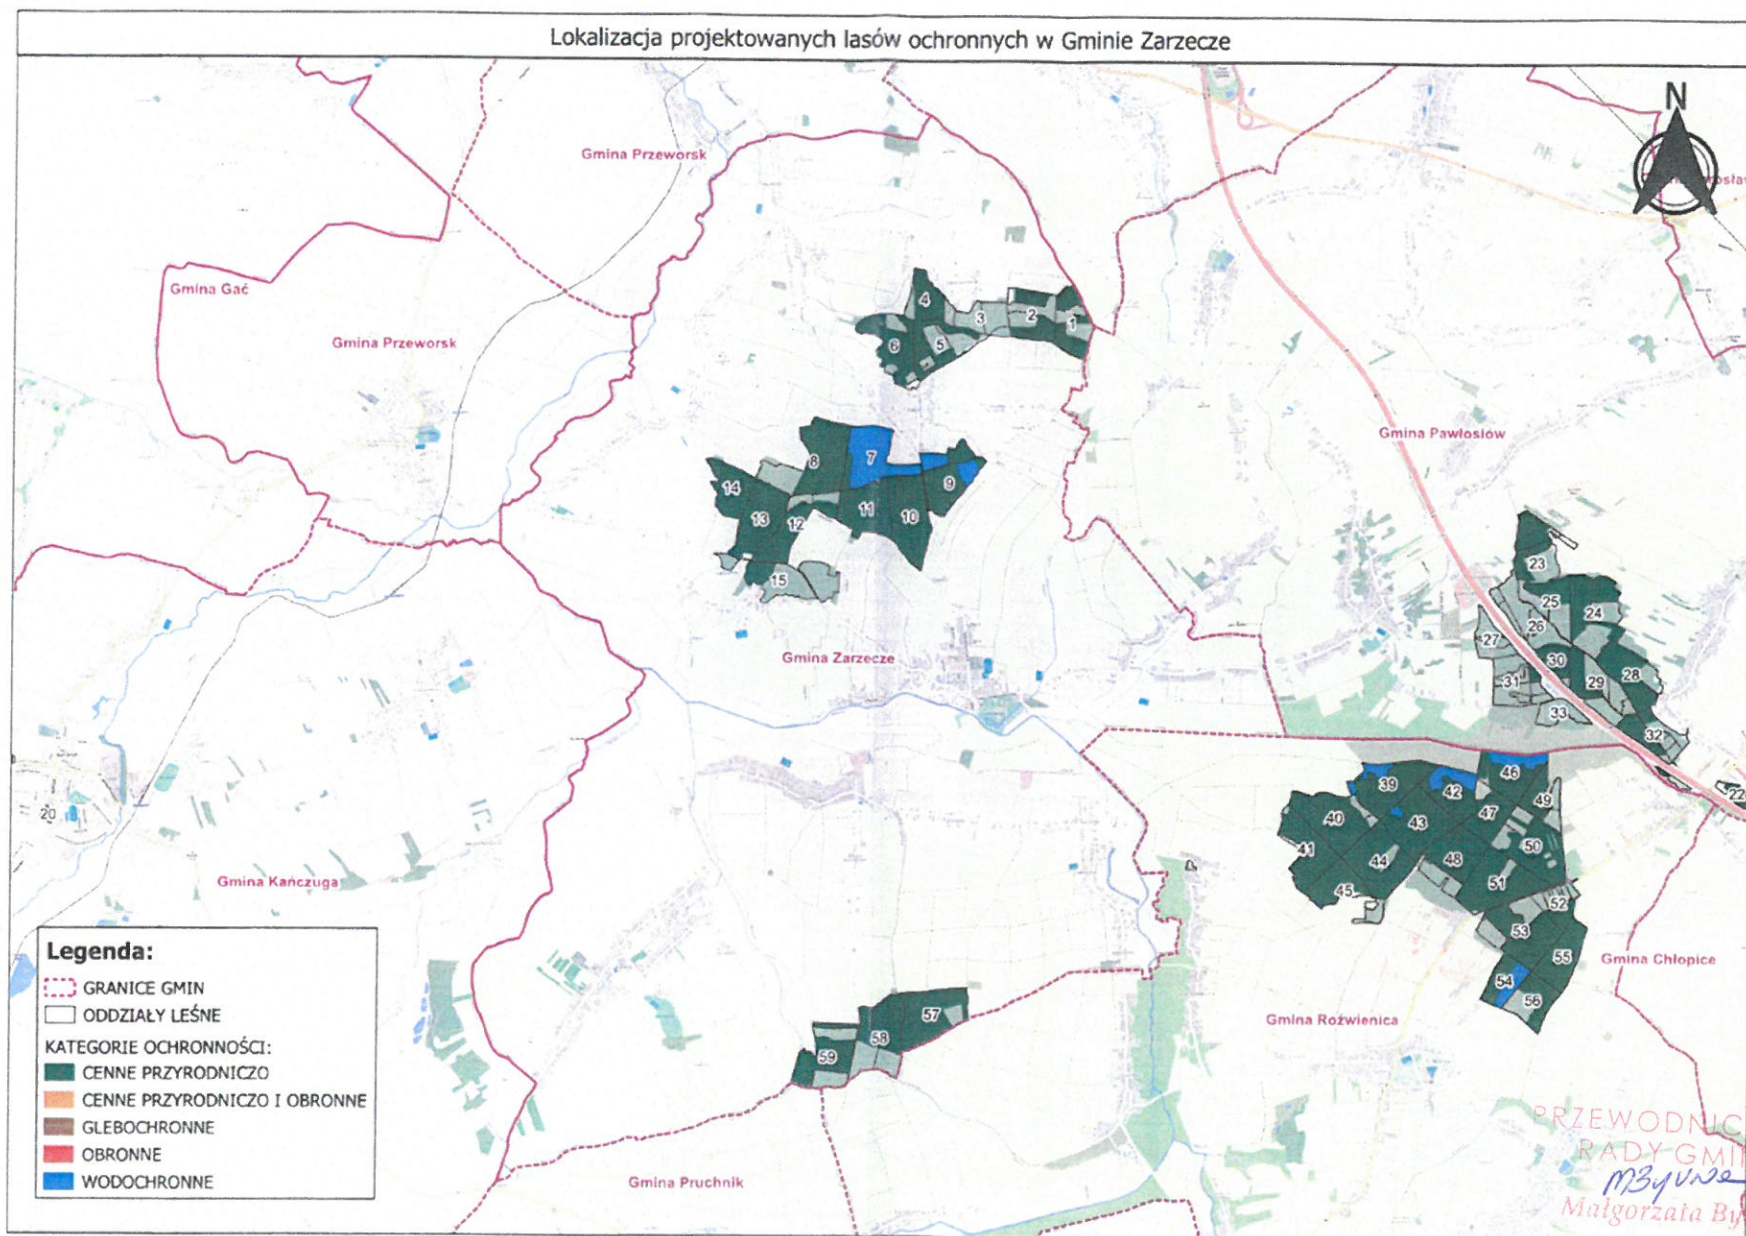 Lokalizacja projektowanych lasów ochronnych w Gminie Zarzecze
N
Gmina Przeworsk
Gmina Gać
Gmina Przeworsk
Gmina Pawłosiów
Gmina Zarzecze
Gmina Kańczuga
Gmina Chłopice
Gmina Roźwienica
Gmina Pruchnik
4
3
2
1
6
5
8
7
9
14
13
12
11
10
15
23
25
24
26
27
30
31
29
28
33
32
22
46
39
42
49
40
43
47
41
44
48
50
45
51
52
53
55
54
56
57
58
59
20
Legenda:
GRANICE GMIN
ODDZIAŁY LEŚNE
KATEGORIE OCHRONNOŚCI:
CENNE PRZYRODNICZO
CENNE PRZYRODNICZO I OBRONNE
GLEBOCHRONNE
OBRONNE
WODOCHRONNE
PRZEWODNIC
RADY GMI
Małgorzata By